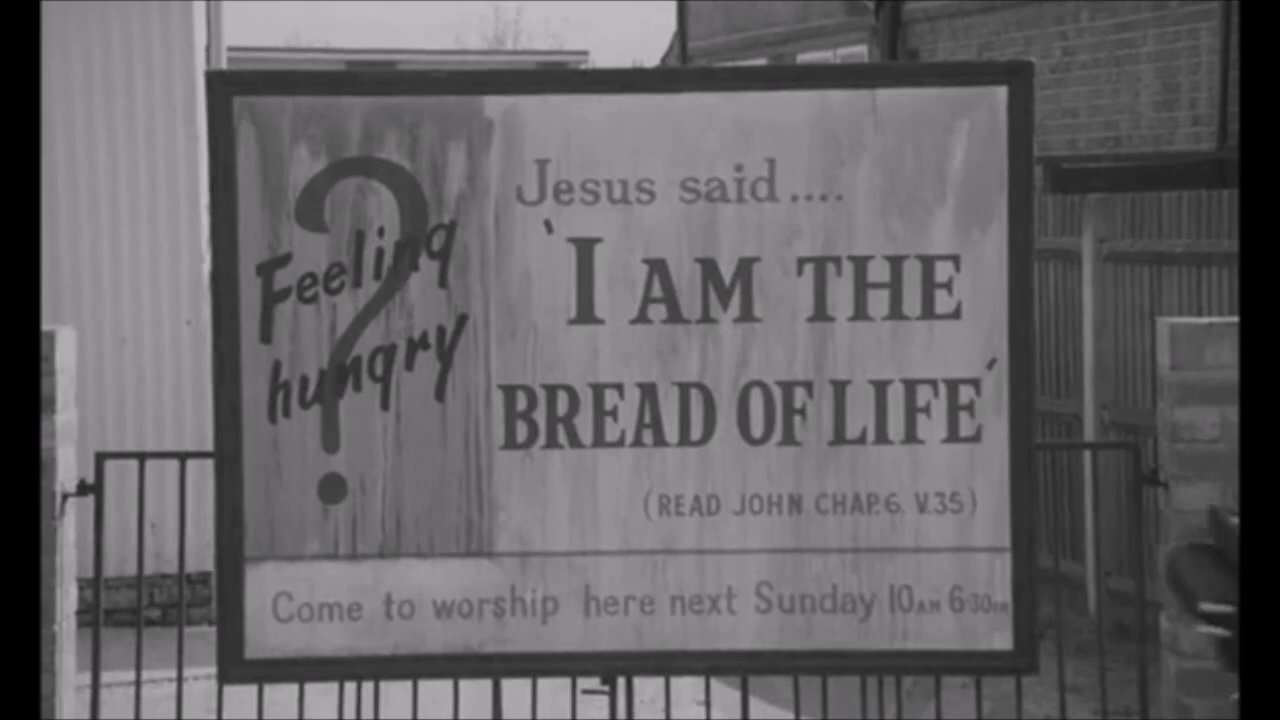 Feeling
hungry
?
Jesus said....
'I AM THE
BREAD OF LIFE'
(READ JOHN CHAP.6. V.35)
Come to worship here next Sunday 10AM 6·30PM